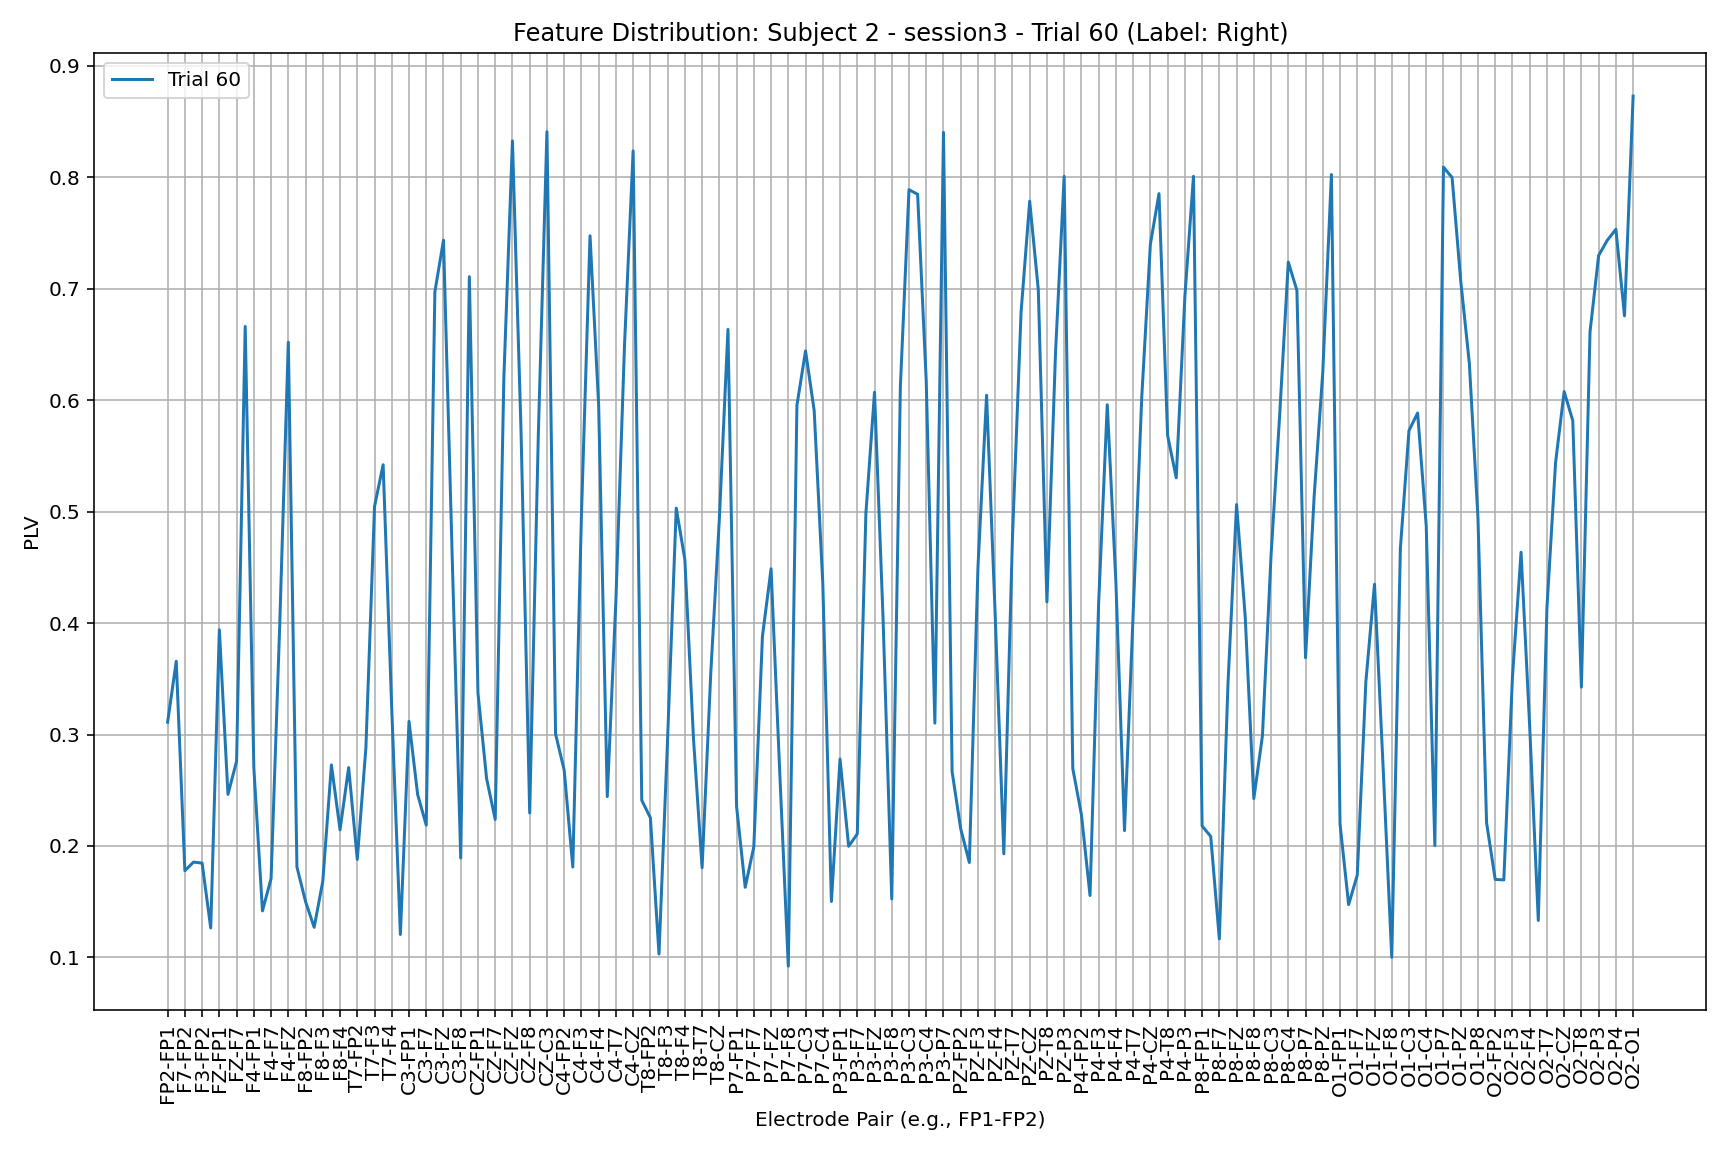 Feature Distribution: Subject 2 - session3 - Trial 60 (Label: Right)
Trial 60
0.9
0.8
0.7
0.6
0.5
0.4
0.3
0.2
0.1
PLV
FP2-FP1
F7-FP2
F3-FP2
FZ-FP1
FZ-F7
F4-FP1
F4-F7
F4-FZ
F8-FP2
F8-F3
F8-F4
T7-FP2
T7-F3
T7-F4
C3-FP1
C3-F7
C3-FZ
C3-F8
CZ-FP1
CZ-F7
CZ-FZ
CZ-F8
CZ-C3
C4-FP2
C4-F3
C4-F4
C4-T7
C4-CZ
T8-FP2
T8-F3
T8-F4
T8-T7
T8-CZ
P7-FP1
P7-F7
P7-FZ
P7-F8
P7-C3
P7-C4
P3-FP1
P3-F7
P3-FZ
P3-F8
P3-C3
P3-C4
P3-P7
PZ-FP2
PZ-F3
PZ-F4
PZ-T7
PZ-CZ
PZ-T8
PZ-P3
P4-FP2
P4-F3
P4-F4
P4-T7
P4-CZ
P4-T8
P4-P3
P8-FP1
P8-F7
P8-FZ
P8-F8
P8-C3
P8-C4
P8-P7
P8-PZ
O1-FP1
O1-F7
O1-FZ
O1-F8
O1-C3
O1-C4
O1-P7
O1-PZ
O1-P8
O2-FP2
O2-F3
O2-F4
O2-T7
O2-CZ
O2-T8
O2-P3
O2-P4
O2-O1
Electrode Pair (e.g., FP1-FP2)